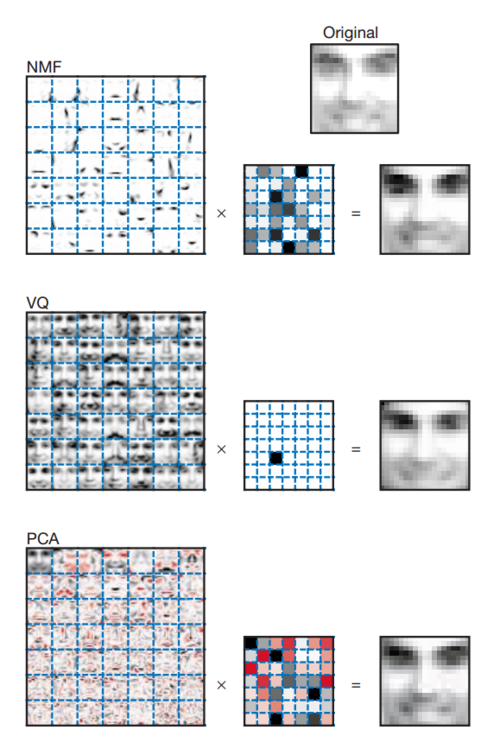 Original
NMF
× =
VQ
× =
PCA
× =